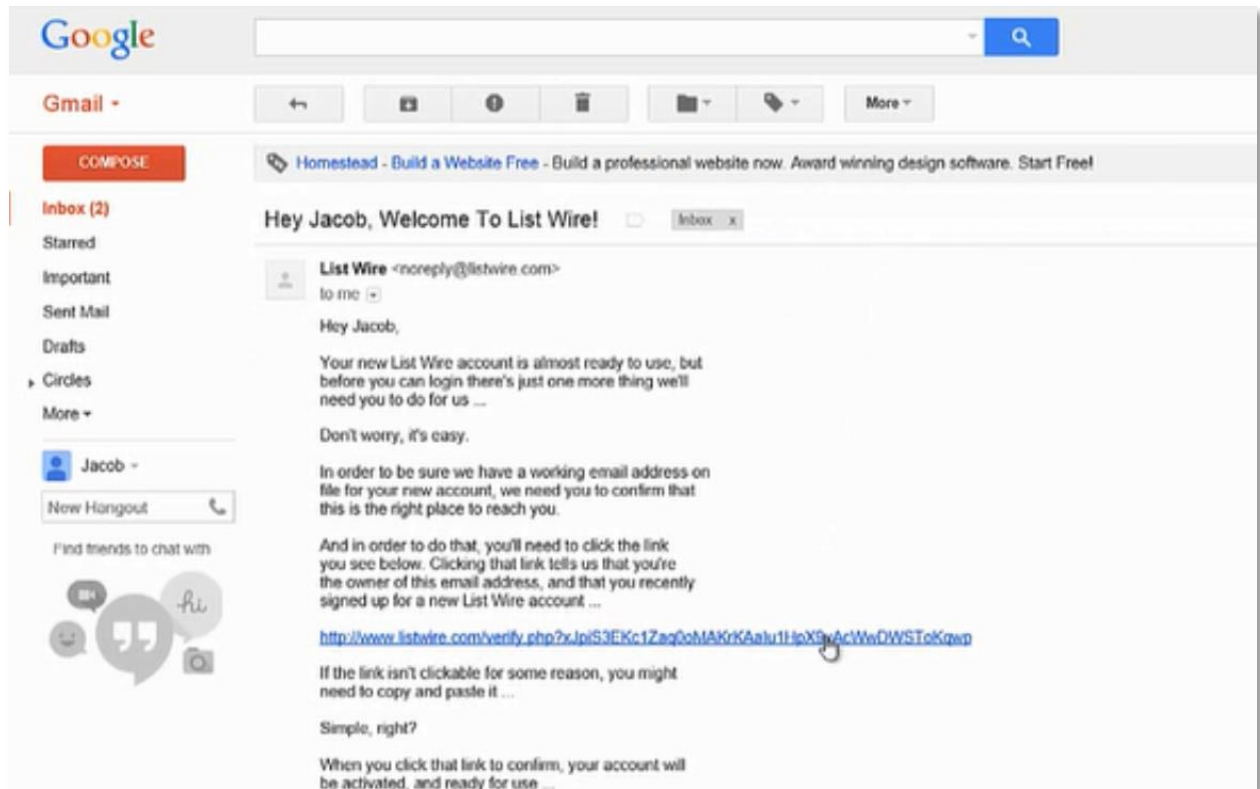 Google
Gmail
More
COMPOSE
Homestead - Build a Website Free - Build a professional website now. Award winning design software. Start Free!
Inbox (2)
Starred
Important
Sent Mail
Drafts
Circles
More
Jacob
New Hangout
Find friends to chat with
hi
Hey Jacob, Welcome To List Wire!
Inbox x
List Wire <noreply@listwire.com>
to me
Hey Jacob,
Your new List Wire account is almost ready to use, but
before you can login there's just one more thing we'll
need you to do for us ...
Don't worry, it's easy.
In order to be sure we have a working email address on
file for your new account, we need you to confirm that
this is the right place to reach you.
And in order to do that, you'll need to click the link
you see below. Clicking that link tells us that you're
the owner of this email address, and that you recently
signed up for a new List Wire account ...
If the link isn't clickable for some reason, you might
need to copy and paste it ...
Simple, right?
When you click that link to confirm, your account will
be activated, and ready for use ...